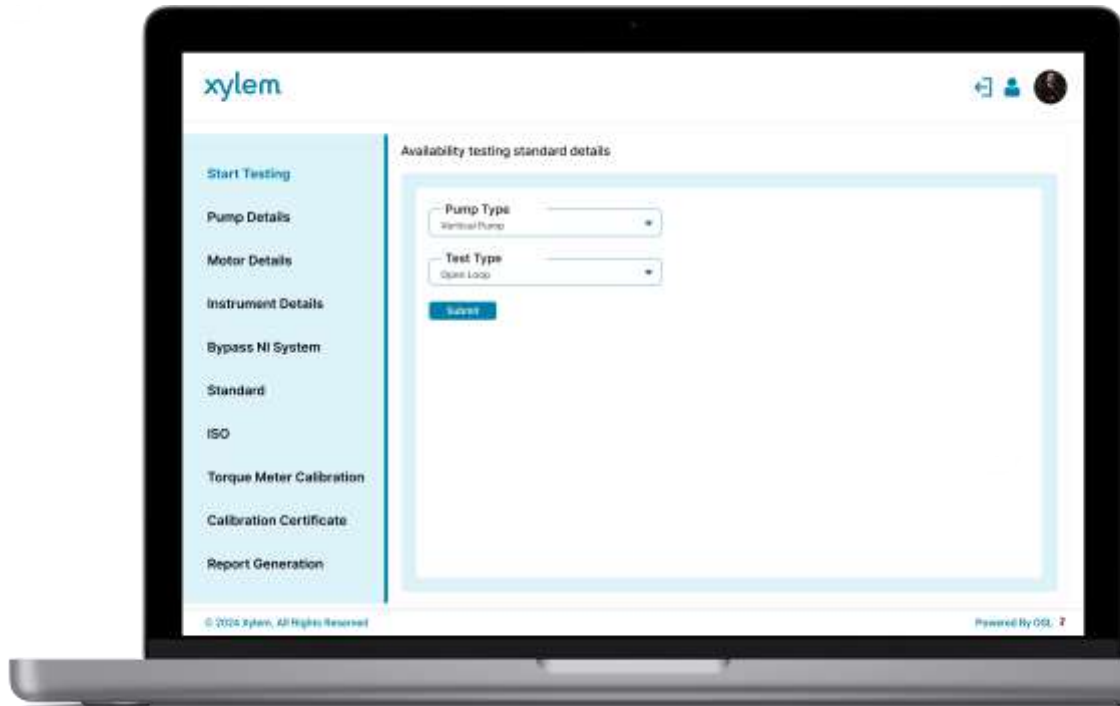 xylem
Start Testing
Pump Details
Motor Details
Instrument Details
Bypass NI System
Standard
ISO
Torque Meter Calibration
Calibration Certificate
Report Generation
Availability testing standard details
Pump Type
Vertical Pump
Test Type
Open Loop
Submit
© 2024 Xylem, All Rights Reserved
Powered By OSL